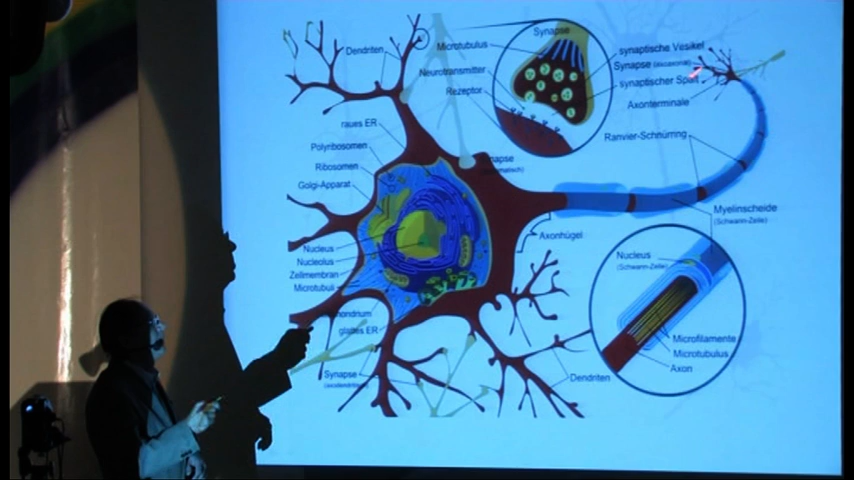 Synapse
Dendriten
Microtubulus
synaptische Vesikel
Synapse (axoaxonal)
Neurotransmitter
synaptischer Spalt
Rezeptor
Axonterminale
raues ER
Ranvier-Schnürring
Polyribosomen
Ribosomen
Golgi-Apparat
Myelinscheide
(Schwann-Zelle)
Axonhügel
Nucleus
Nucleolus
Zellmembran
Microtubuli
Nucleus
(Schwann-Zelle)
glattes ER
Microfilamente
Microtubulus
Axon
Synapse
Dendriten